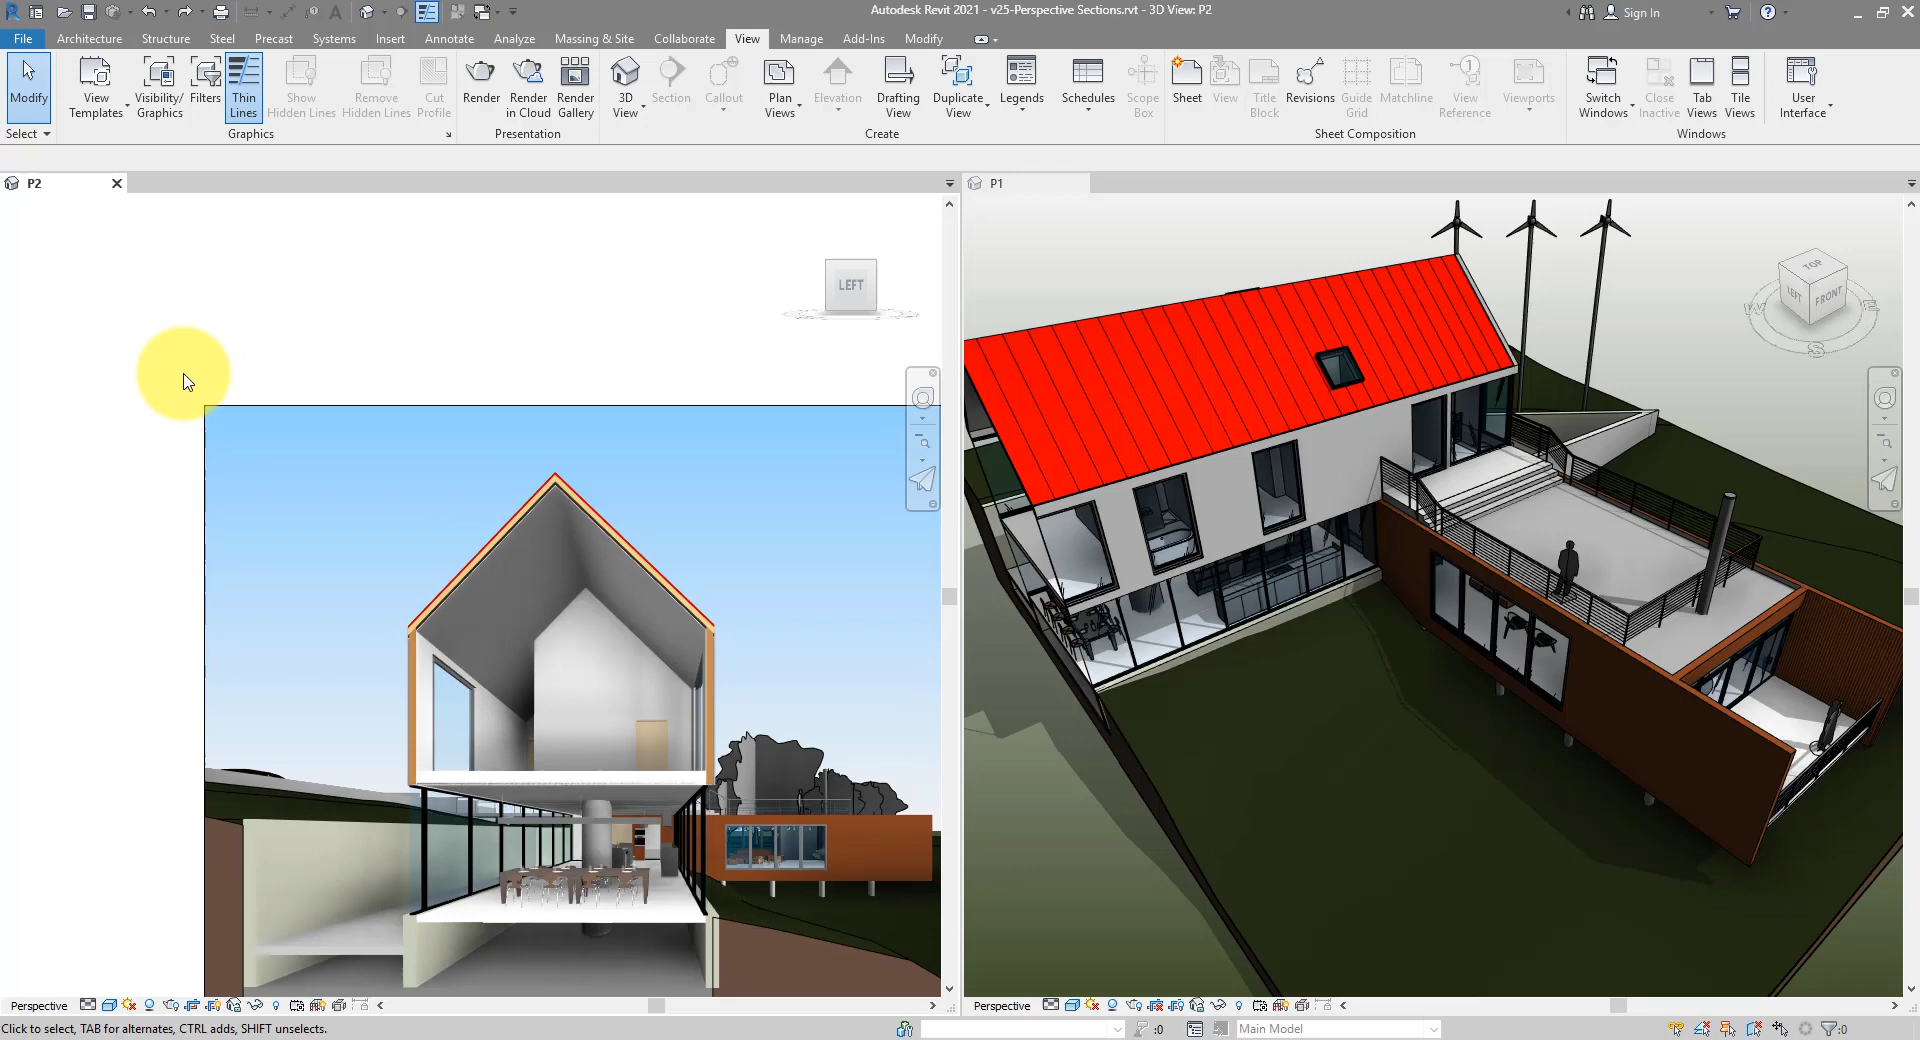 Autodesk Revit 2021 - v25-Perspective Sections.rvt - 3D View: P2
Sign In
File Architecture Structure Steel Precast Systems Insert Annotate Analyze Massing & Site Collaborate View Manage Add-Ins Modify
Modify
View Templates
Visibility/ Graphics
Filters
Thin Lines
Show Hidden Lines
Remove Hidden Lines
Cut Profile
Render
Render in Cloud
Render Gallery
3D View
Section
Callout
Plan Views
Elevation
Drafting View
Duplicate View
Legends
Schedules
Scope Box
Sheet
View
Title Block
Revisions
Guide Grid
Matchline
View Reference
Viewports
Switch Windows
Close Inactive
Tab Views
Tile Views
User Interface
Select Graphics Presentation Create Sheet Composition Windows
P2
P1
LEFT
TOP
LEFT
FRONT
W
E
S
Perspective
Perspective
Click to select, TAB for alternates, CTRL adds, SHIFT unselects.
:0
Main Model
:0